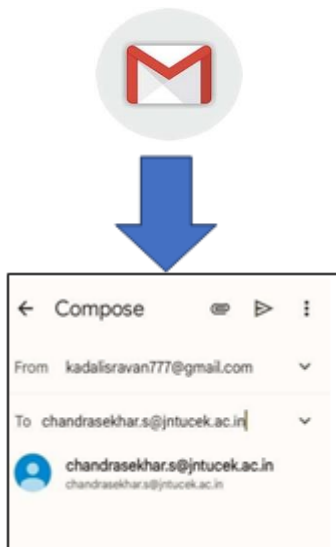 Compose
From kadalisravan777@gmail.com
To chandrasekhar.s@jntucek.ac.in
chandrasekhar.s@jntucek.ac.in
chandrasekhar.s@jntucek.ac.in